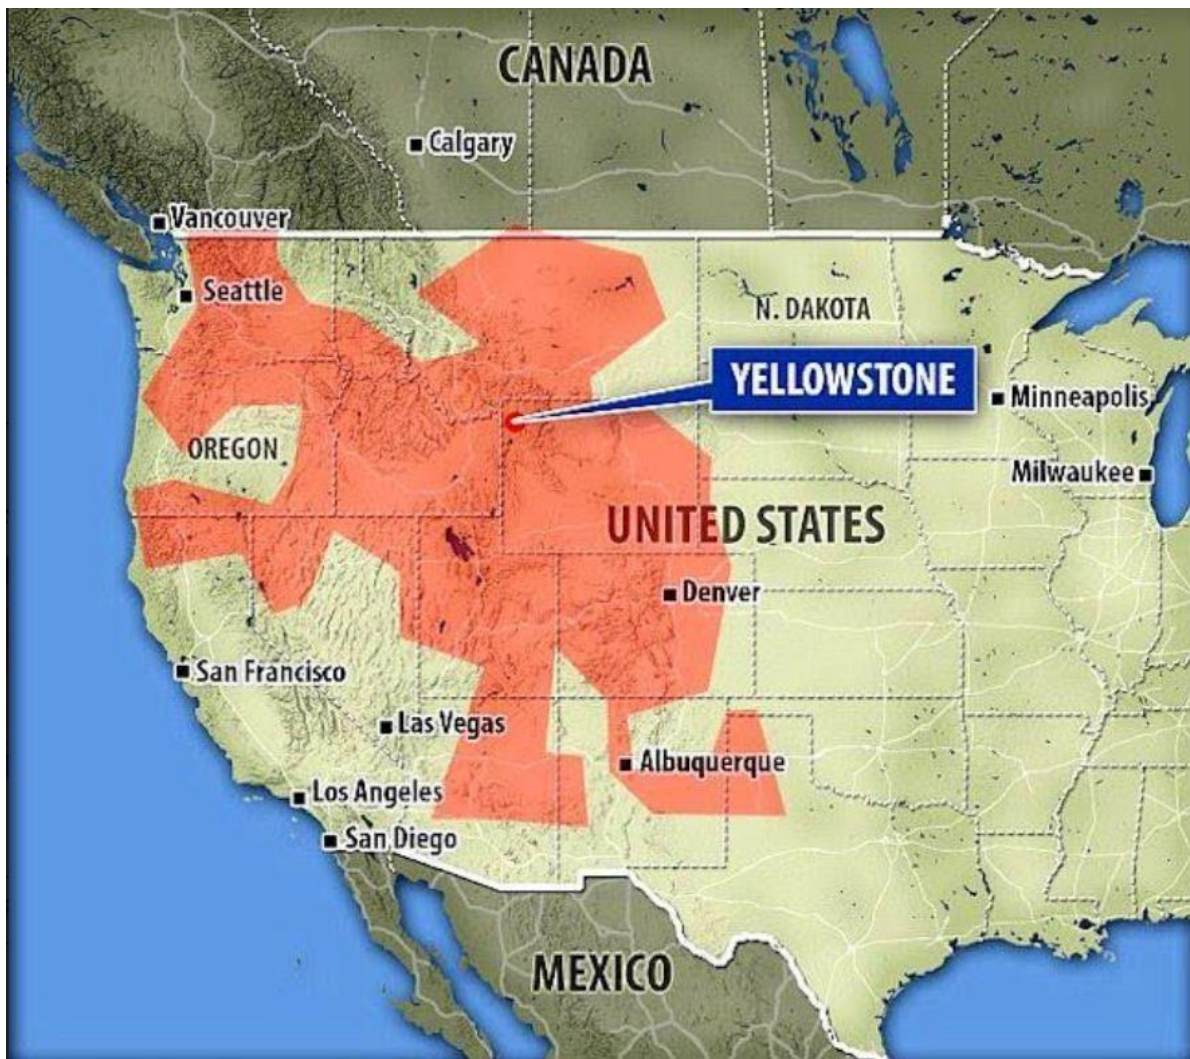 CANADA
Calgary
Vancouver
Seattle
N. DAKOTA
YELLOWSTONE
Minneapolis
OREGON
Milwaukee
UNITED STATES
Denver
San Francisco
Las Vegas
Albuquerque
Los Angeles
San Diego
MEXICO